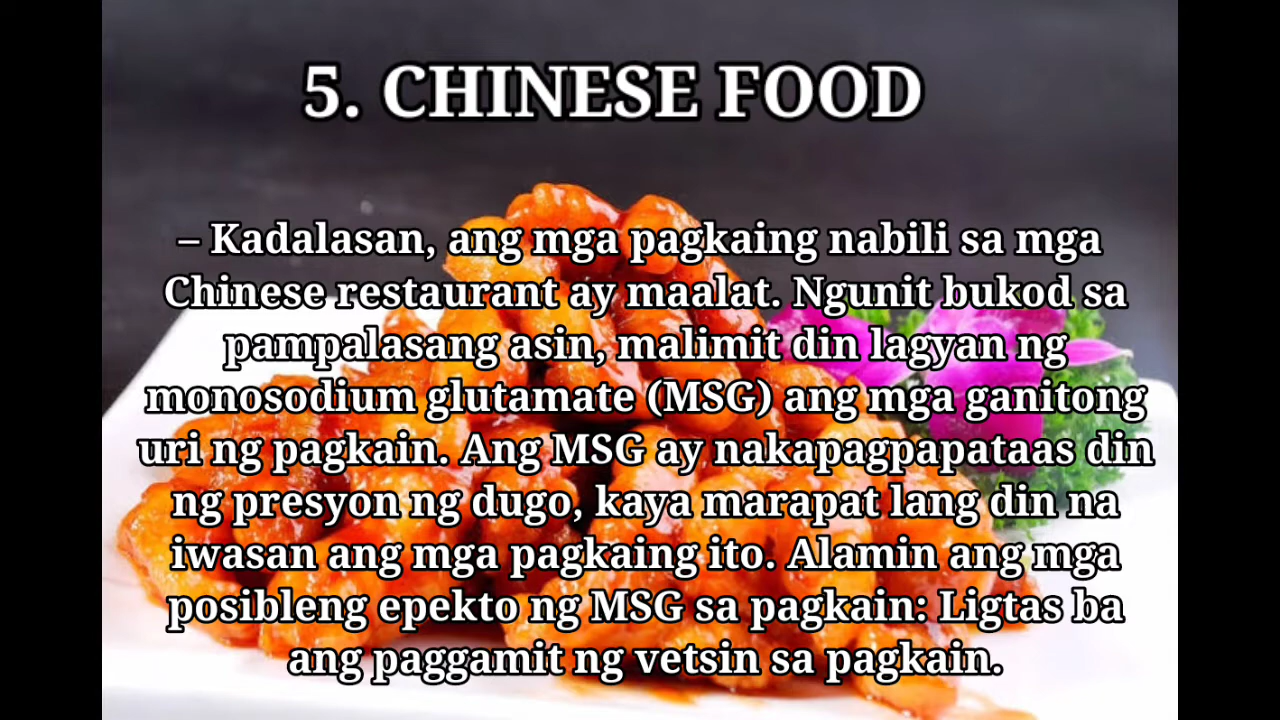 5. CHINESE FOOD
– Kadalasan, ang mga pagkaing nabili sa mga
Chinese restaurant ay maalat. Ngunit bukod sa
pampalasang asin, malimit din lagyan ng
monosodium glutamate (MSG) ang mga ganitong
uri ng pagkain. Ang MSG ay nakapagpapataas din
ng presyon ng dugo, kaya marapat lang din na
iwasan ang mga pagkaing ito. Alamin ang mga
posibleng epekto ng MSG sa pagkain: Ligtas ba
ang paggamit ng vetsin sa pagkain.